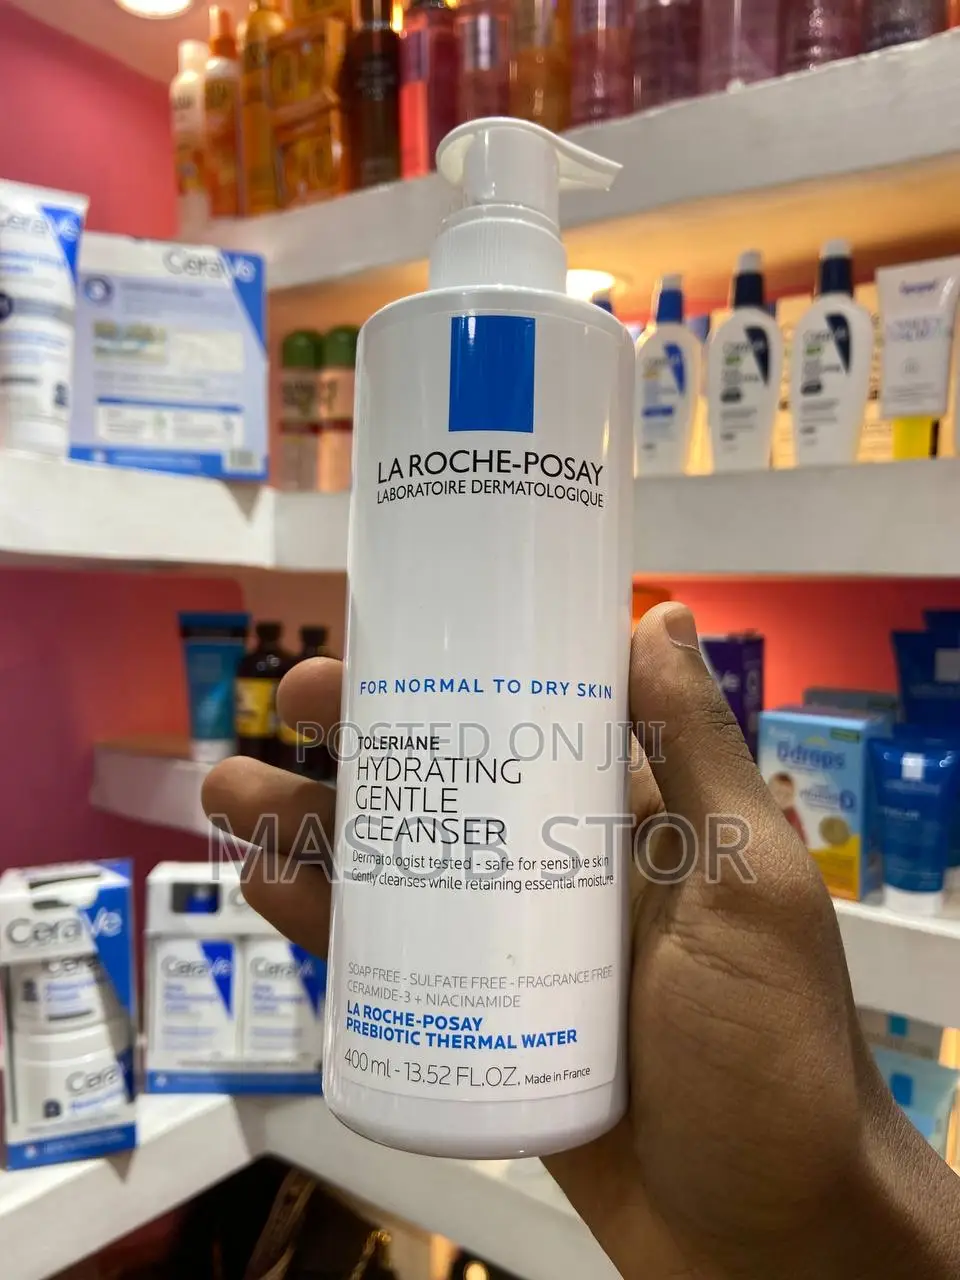 LA ROCHE-POSAY
LABORATOIRE DERMATOLOGIQUE
FOR NORMAL TO DRY SKIN
TOLERIANE
HYDRATING
GENTLE
CLEANSER
Dermatologist tested - safe for sensitive skin
Gently cleanses while retaining essential moisture
SOAP FREE - SULFATE FREE - FRAGRANCE FREE
CERAMIDE-3 + NIACINAMIDE
LA ROCHE-POSAY
PREBIOTIC THERMAL WATER
400 ml - 13.52 FL.OZ. Made in France
POSTED ON JIJI
MASOB STOR
CeraVe
CeraVe
CeraVe
CeraVe
Ddrops